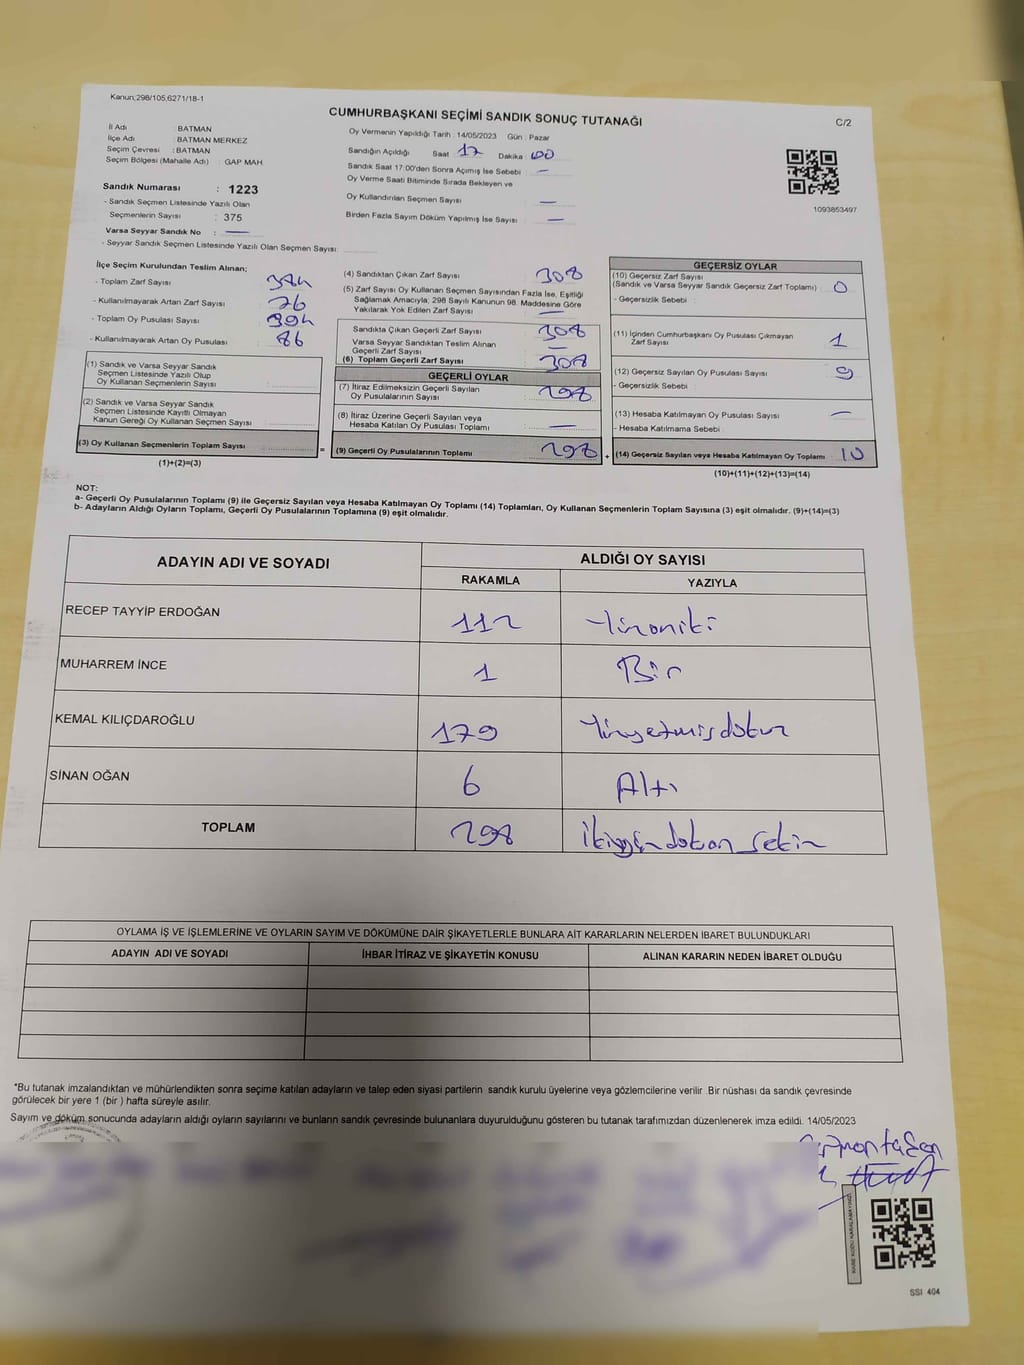 Kanun:298/105,6271/18-1
CUMHURBAŞKANI SEÇİMİ SANDIK SONUÇ TUTANAĞI
C/2
İl Adı : BATMAN
İlçe Adı : BATMAN MERKEZ
Seçim Çevresi : BATMAN
Seçim Bölgesi (Mahalle Adı) : GAP MAH.
Sandık Numarası : 1223
- Sandık Seçmen Listesinde Yazılı Olan
Seçmenlerin Sayısı : 375
Varsa Seyyar Sandık No : —
- Seyyar Sandık Seçmen Listesinde Yazılı Olan Seçmen Sayısı:
Oy Vermenin Yapıldığı Tarih : 14/05/2023 Gün : Pazar
Sandığın Açıldığı Saat : 17 Dakika : 00
Sandık Saat 17:00'den Sonra Açılmış İse Sebebi : —
Oy Verme Saati Bitiminde Sırada Bekleyen ve
Oy Kullandırılan Seçmen Sayısı : —
Birden Fazla Sayım Döküm Yapılmış İse Sayısı : —
1093853497
İlçe Seçim Kurulundan Teslim Alınan;
- Toplam Zarf Sayısı :
- Kullanılmayarak Artan Zarf Sayısı : 76
- Toplam Oy Pusulası Sayısı : 394
- Kullanılmayarak Artan Oy Pusulası : 86
(1) Sandık ve Varsa Seyyar Sandık
Seçmen Listesinde Yazılı Olup
Oy Kullanan Seçmenlerin Sayısı :
(2) Sandık ve Varsa Seyyar Sandık
Seçmen Listesinde Kayıtlı Olmayan
Kanun Gereği Oy Kullanan Seçmen Sayısı :
(3) Oy Kullanan Seçmenlerin Toplam Sayısı :
=
(1)+(2)=(3)
(4) Sandıktan Çıkan Zarf Sayısı : 308
(5) Zarf Sayısı Oy Kullanan Seçmen Sayısından Fazla İse, Eşitliği
Sağlamak Amacıyla; 298 Sayılı Kanunun 98. Maddesine Göre
Yakılarak Yok Edilen Zarf Sayısı : —
Sandıkta Çıkan Geçerli Zarf Sayısı : 308
Varsa Seyyar Sandıktan Teslim Alınan
Geçerli Zarf Sayısı : —
(6) Toplam Geçerli Zarf Sayısı : 308
GEÇERLİ OYLAR
(7) İtiraz Edilmeksizin Geçerli Sayılan
Oy Pusulalarının Sayısı : 298
(8) İtiraz Üzerine Geçerli Sayılan veya
Hesaba Katılan Oy Pusulası Toplamı : —
(9) Geçerli Oy Pusulalarının Toplamı : 298
+
GEÇERSİZ OYLAR
(10) Geçersiz Zarf Sayısı
(Sandık ve Varsa Seyyar Sandık Geçersiz Zarf Toplamı) : 0
- Geçersizlik Sebebi :
(11) İçinden Cumhurbaşkanı Oy Pusulası Çıkmayan
Zarf Sayısı : 1
(12) Geçersiz Sayılan Oy Pusulası Sayısı : 9
- Geçersizlik Sebebi :
(13) Hesaba Katılmayan Oy Pusulası Sayısı : —
- Hesaba Katılmama Sebebi :
(14) Geçersiz Sayılan veya Hesaba Katılmayan Oy Toplamı : 10
(10)+(11)+(12)+(13)=(14)
NOT:
a- Geçerli Oy Pusulalarının Toplamı (9) ile Geçersiz Sayılan veya Hesaba Katılmayan Oy Toplamı (14) Toplamları, Oy Kullanan Seçmenlerin Toplam Sayısına (3) eşit olmalıdır. (9)+(14)=(3)
b- Adayların Aldığı Oyların Toplamı, Geçerli Oy Pusulalarının Toplamına (9) eşit olmalıdır.
ADAYIN ADI VE SOYADI ALDIĞI OY SAYISI
RAKAMLA YAZIYLA
RECEP TAYYİP ERDOĞAN 112 Yüzoniki
MUHARREM İNCE 1 Bir
KEMAL KILIÇDAROĞLU 179 Yüzyetmişdokuz
SİNAN OĞAN 6 Altı
TOPLAM 298 İkiyüzdoksan sekiz
OYLAMA İŞ VE İŞLEMLERİNE VE OYLARIN SAYIM VE DÖKÜMÜNE DAİR ŞİKAYETLERLE BUNLARA AİT KARARLARIN NELERDEN İBARET BULUNDUKLARI
ADAYIN ADI VE SOYADI İHBAR İTİRAZ VE ŞİKAYETİN KONUSU ALINAN KARARIN NEDEN İBARET OLDUĞU
*Bu tutanak imzalandıktan ve mühürlendikten sonra seçime katılan adayların ve talep eden siyasi partilerin sandık kurulu üyelerine veya gözlemcilerine verilir Bir nüshası da sandık çevresinde
görülecek bir yere 1 (bir ) hafta süreyle asılır.
Sayım ve döküm sonucunda adayların aldığı oyların sayılarını ve bunların sandık çevresinde bulunanlara duyurulduğunu gösteren bu tutanak tarafımızdan düzenlenerek imza edildi. 14/05/2023
SSI 404